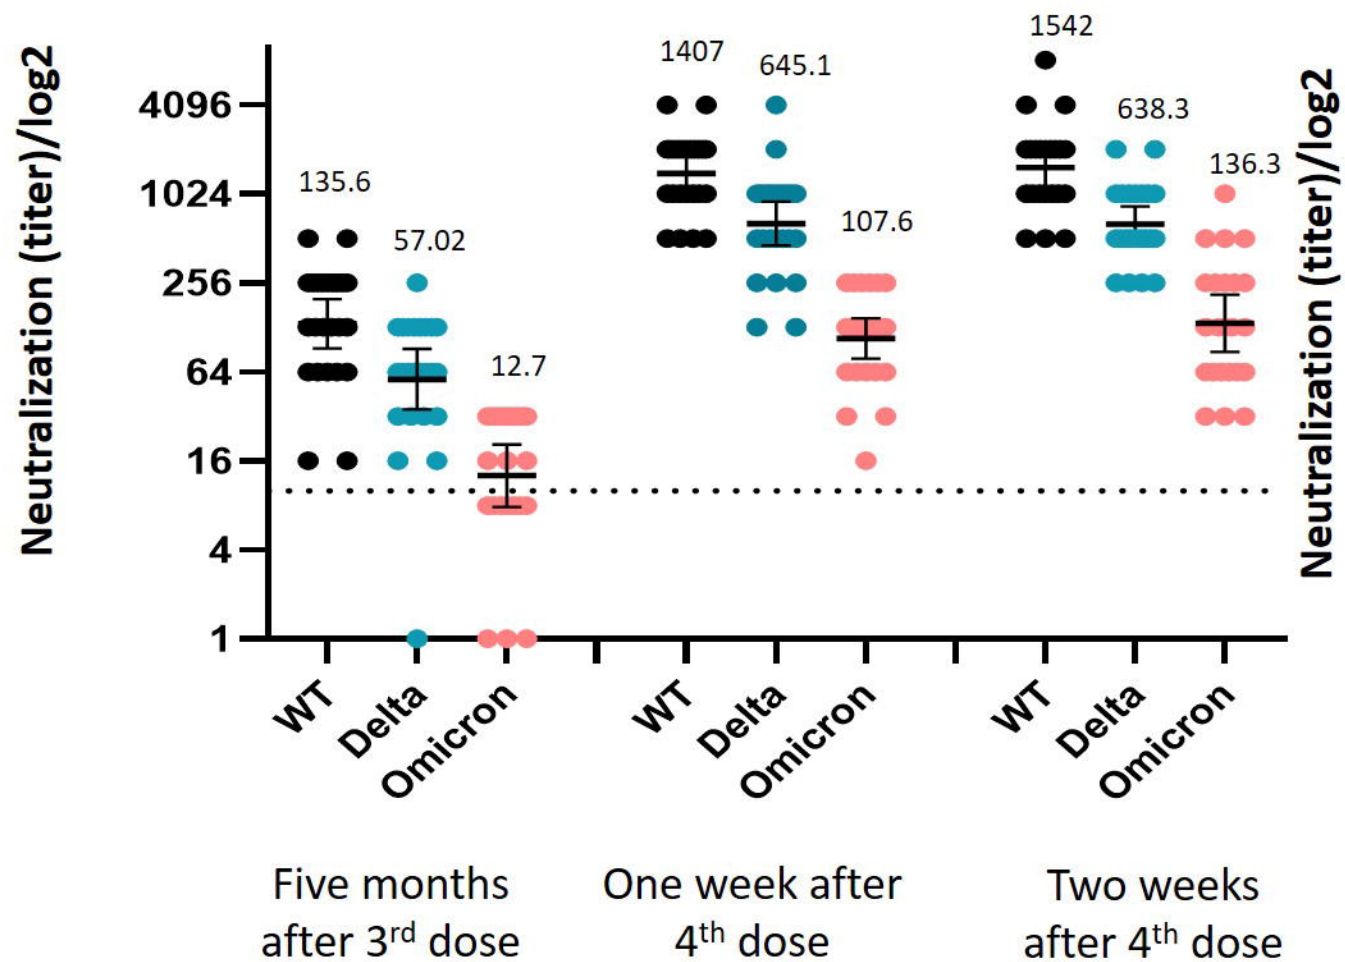 Neutralization (titer)/log2
4096
1024
256
64
16
4
1
135.6
57.02
12.7
1407
645.1
107.6
1542
638.3
136.3
WT
Delta
Omicron
WT
Delta
Omicron
WT
Delta
Omicron
Five months
after 3rd dose
One week after
4th dose
Two weeks
after 4th dose
Neutralization (titer)/log2